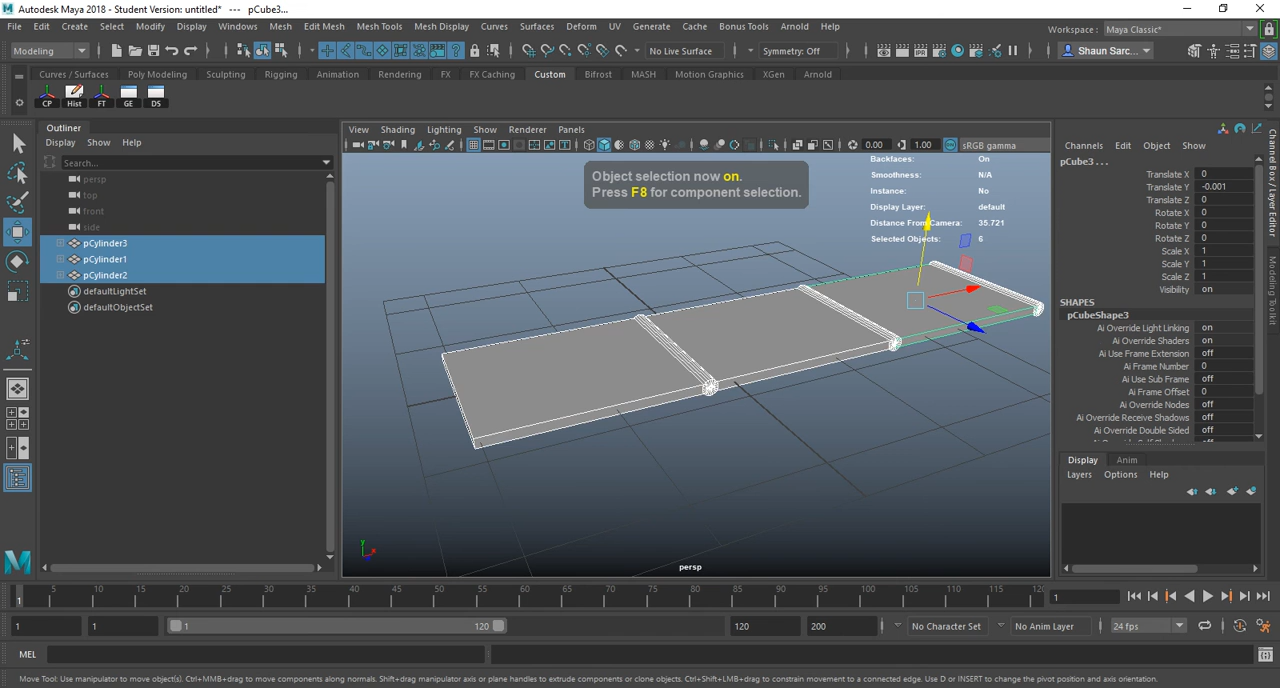 Autodesk Maya 2018 - Student Version: untitled* --- pCube3...
File Edit Create Select Modify Display Windows Mesh Edit Mesh Mesh Tools Mesh Display Curves Surfaces Deform UV Generate Cache Bonus Tools Arnold Help
Workspace: Maya Classic*
Modeling
No Live Surface
Symmetry: Off
Shaun Sarc...
Curves / Surfaces Poly Modeling Sculpting Rigging Animation Rendering FX FX Caching Custom Bifrost MASH Motion Graphics XGen Arnold
CP Hist FT GE DS
Outliner
Display Show Help
Search...
persp
top
front
side
pCylinder3
pCylinder1
pCylinder2
defaultLightSet
defaultObjectSet
View Shading Lighting Show Renderer Panels
0.00 1.00 sRGB gamma
Object selection now on.
Press F8 for component selection.
Backfaces: On
Smoothness: N/A
Instance: No
Display Layer: default
Distance From Camera: 35.721
Selected Objects: 6
persp
Channels Edit Object Show
pCube3 . . .
Translate X 0
Translate Y -0.001
Translate Z 0
Rotate X 0
Rotate Y 0
Rotate Z 0
Scale X 1
Scale Y 1
Scale Z 1
Visibility on
SHAPES
pCubeShape3
Ai Override Light Linking on
Ai Override Shaders on
Ai Use Frame Extension off
Ai Frame Number 0
Ai Use Sub Frame off
Ai Frame Offset 0
Ai Override Nodes off
Ai Override Receive Shadows off
Ai Override Double Sided off
Channel Box / Layer Editor
Modeling Toolkit
Display Anim
Layers Options Help
5 10 15 20 25 30 35 40 45 50 55 60 65 70 75 80 85 90 95 100 105 110 115 120
1
1
1 1 1 120 120 200 No Character Set No Anim Layer 24 fps
MEL
Move Tool: Use manipulator to move object(s). Ctrl+MMB+drag to move components along normals. Shift+drag manipulator axis or plane handles to extrude components or clone objects. Ctrl+Shift+LMB+drag to constrain movement to a connected edge. Use D or INSERT to change the pivot position and axis orientation.